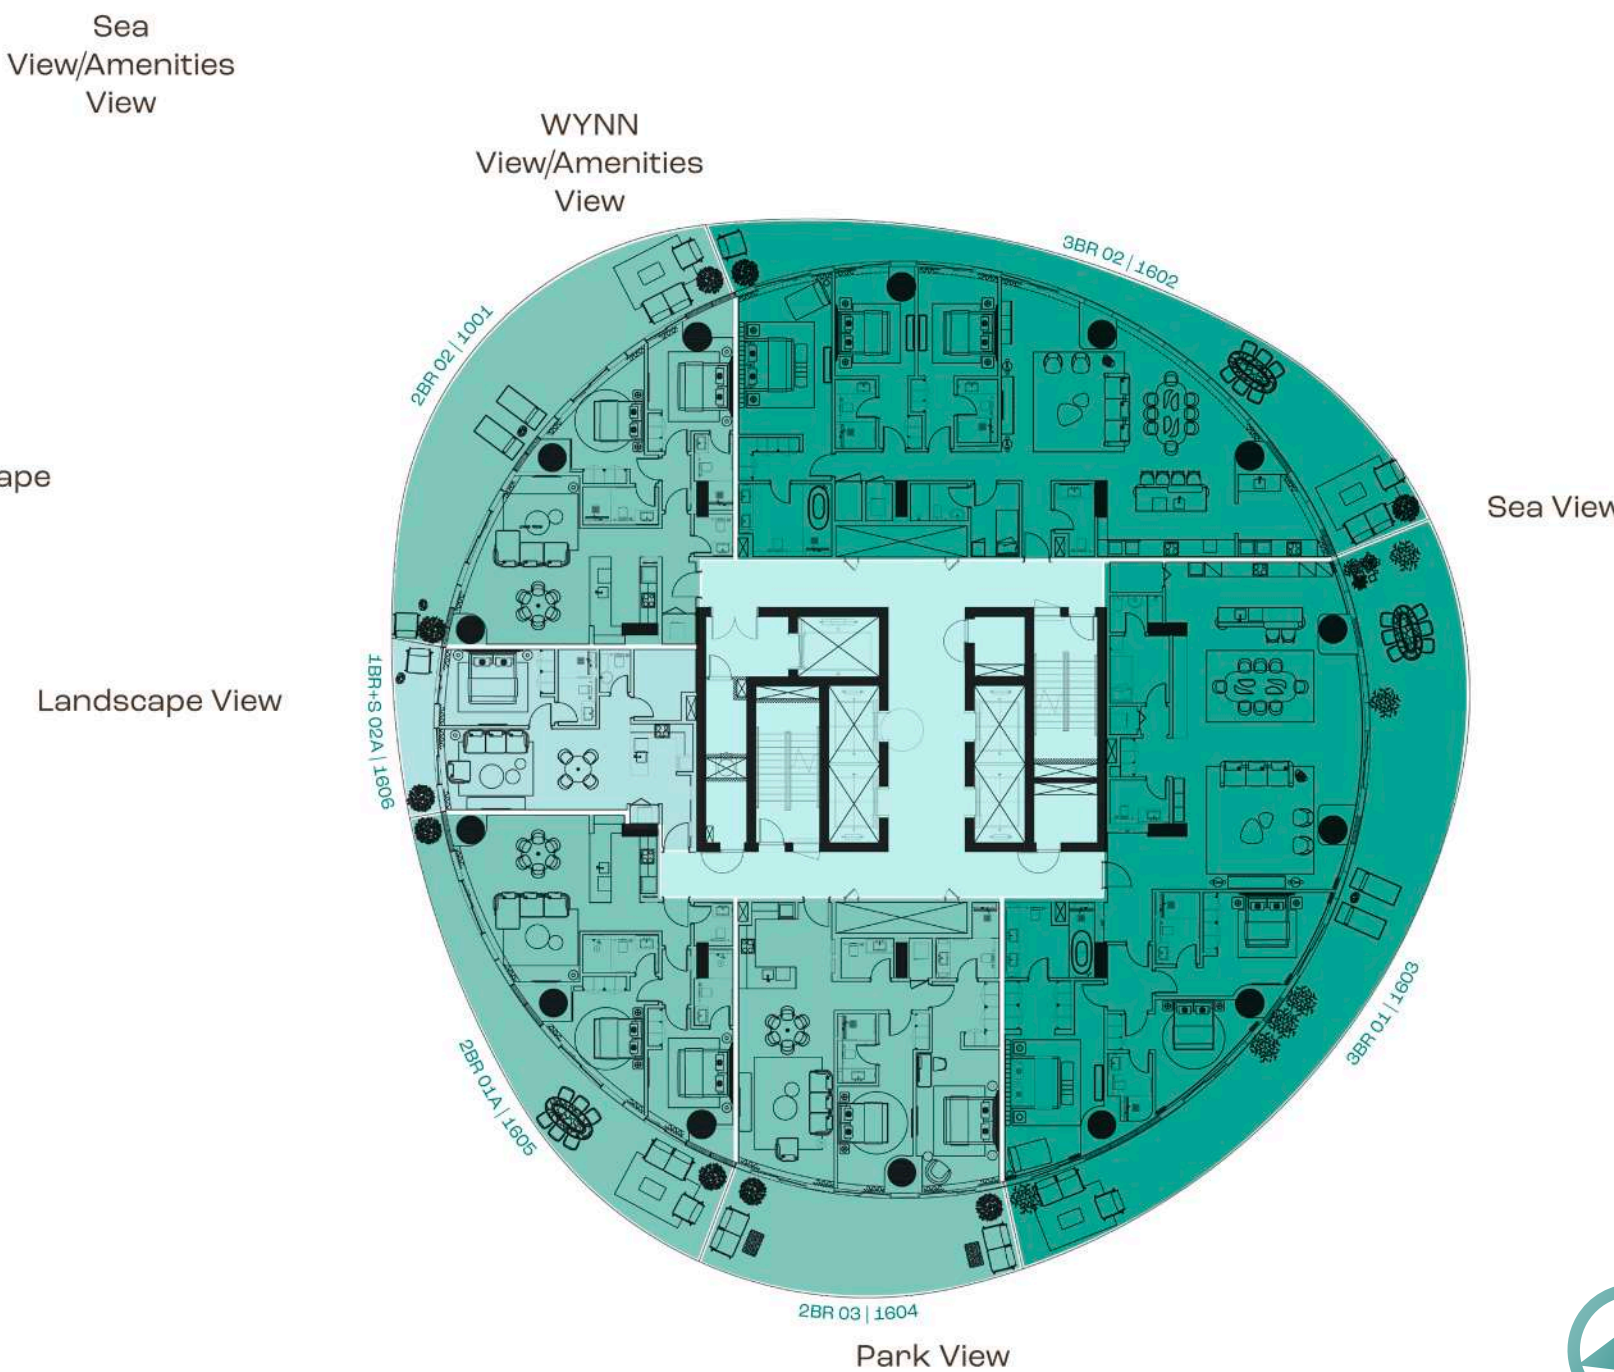 Sea
View/Amenities
View
WYNN
View/Amenities
View
3BR 02 | 1602
2BR 02 | 1001
ape
Sea View
Landscape View
1BR+S 02A | 1606
3BR 01 | 1603
2BR 01A | 1605
2BR 03 | 1604
Park View